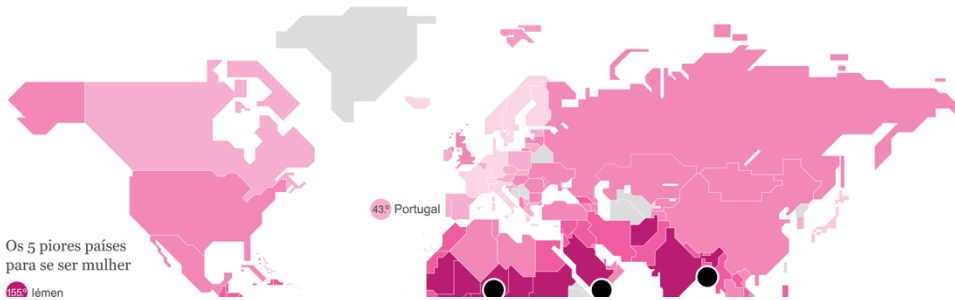 43.º Portugal
Os 5 piores países
para se ser mulher
155.º Iémen